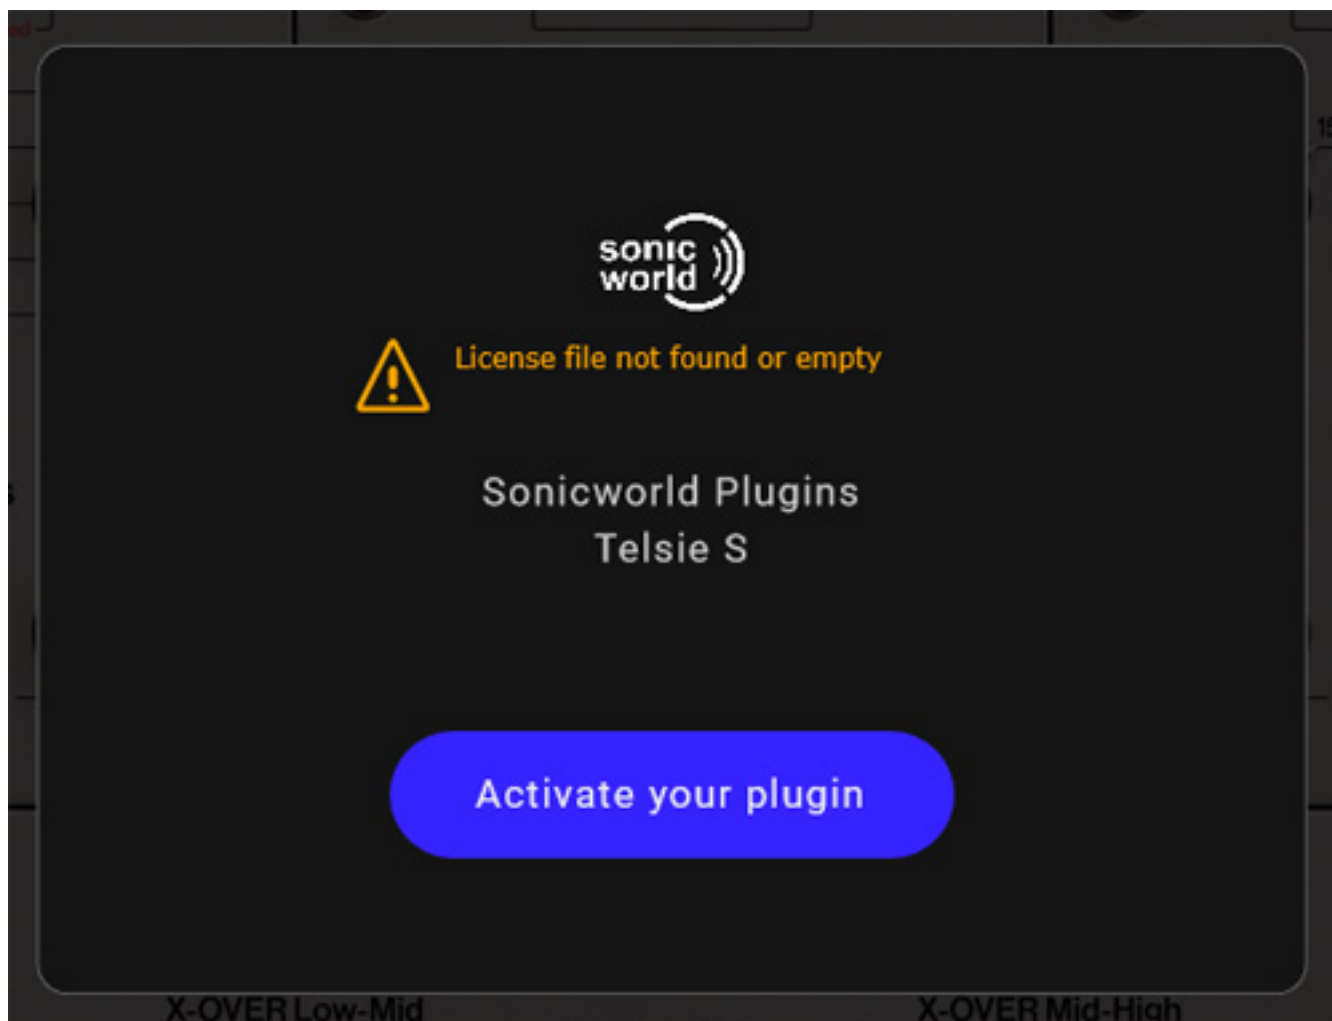 sonic
world
License file not found or empty
Sonicworld Plugins
Telsie S
Activate your plugin
X-OVER Low-Mid
X-OVER Mid-High